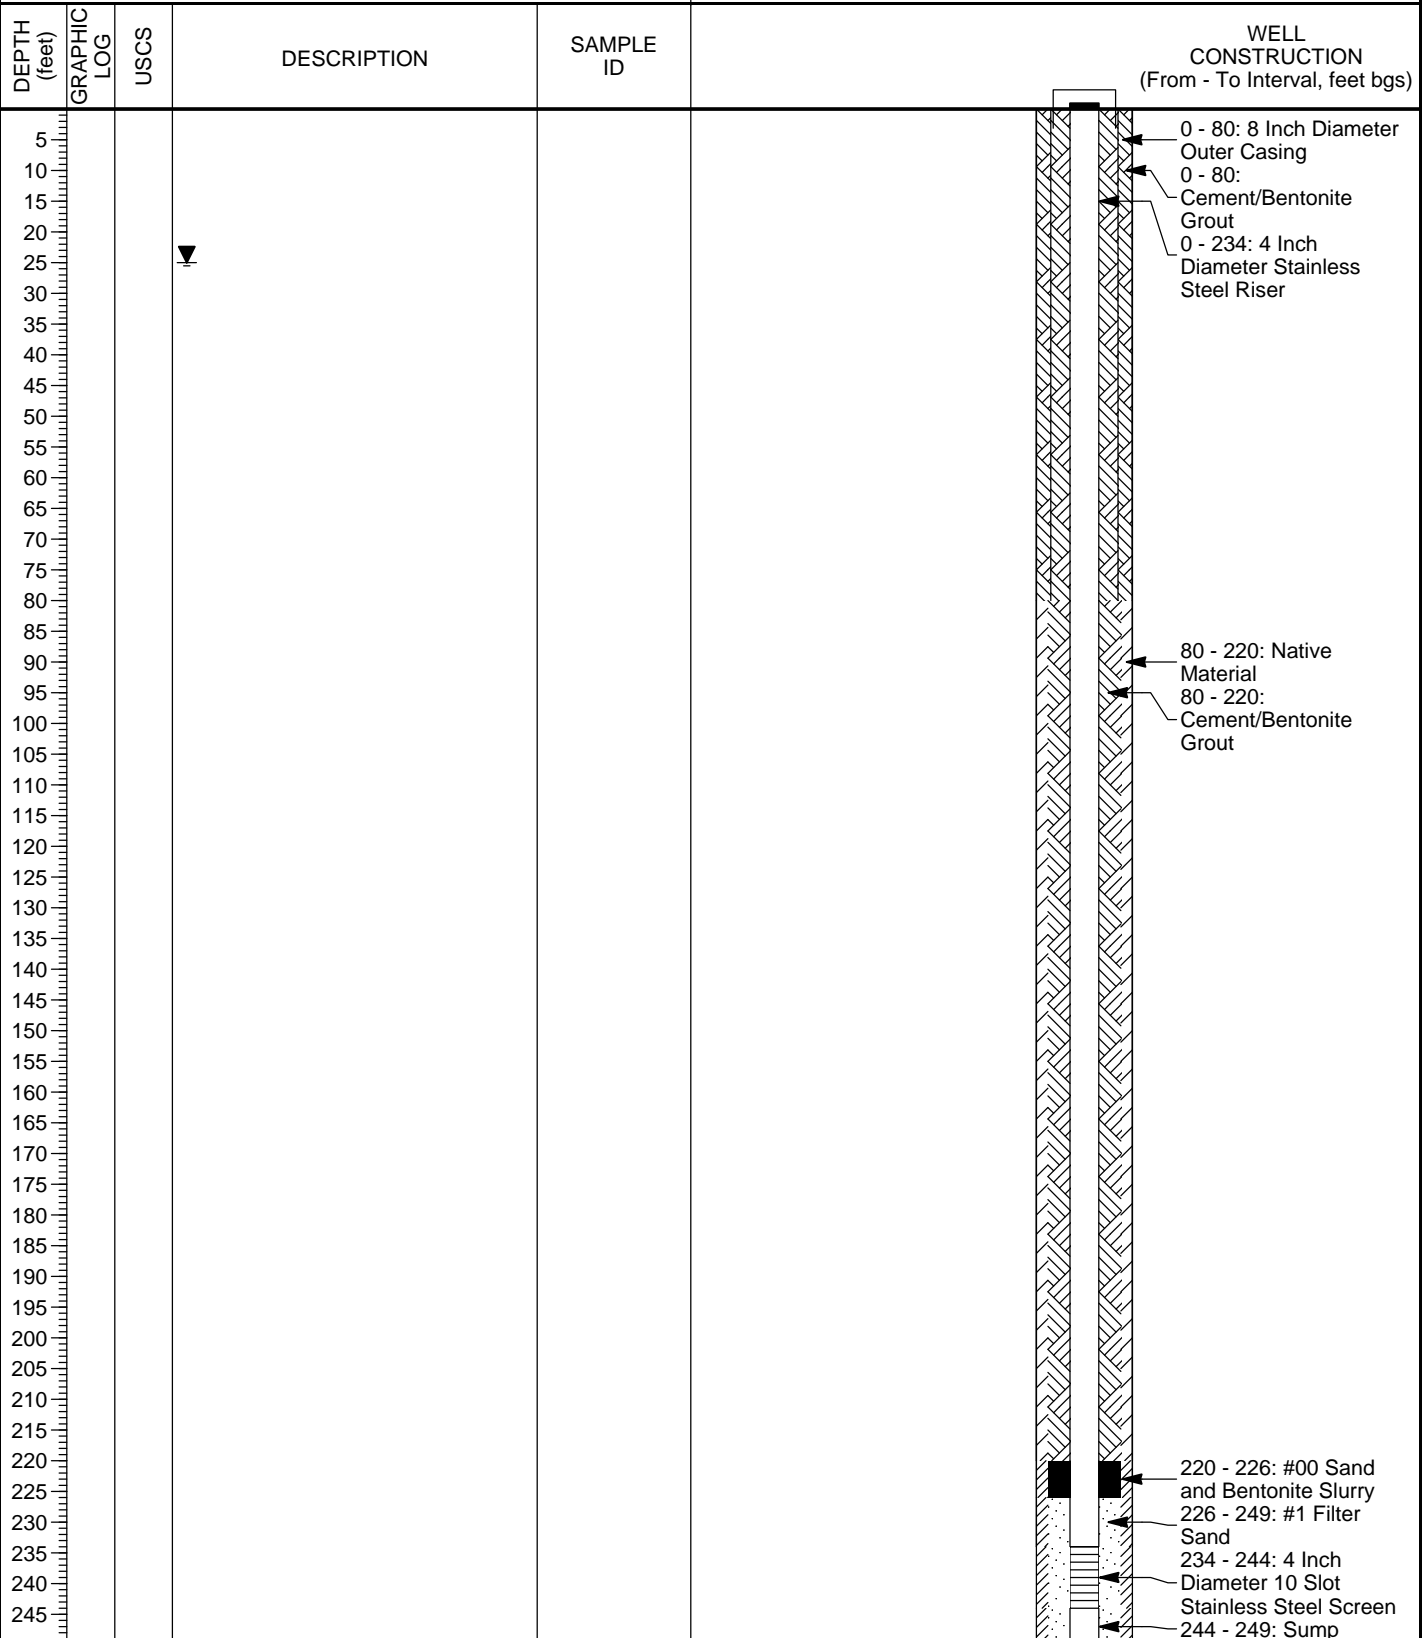 DEPTH
(feet)
GRAPHIC
LOG
USCS
DESCRIPTION
SAMPLE
ID
WELL
CONSTRUCTION
(From - To Interval, feet bgs)
5
10
15
20
25
30
35
40
45
50
55
60
65
70
75
80
85
90
95
100
105
110
115
120
125
130
135
140
145
150
155
160
165
170
175
180
185
190
195
200
205
210
215
220
225
230
235
240
245
0 - 80: 8 Inch Diameter
Outer Casing
0 - 80:
Cement/Bentonite
Grout
0 - 234: 4 Inch
Diameter Stainless
Steel Riser
80 - 220: Native
Material
80 - 220:
Cement/Bentonite
Grout
220 - 226: #00 Sand
and Bentonite Slurry
226 - 249: #1 Filter
Sand
234 - 244: 4 Inch
Diameter 10 Slot
Stainless Steel Screen
244 - 249: Sump